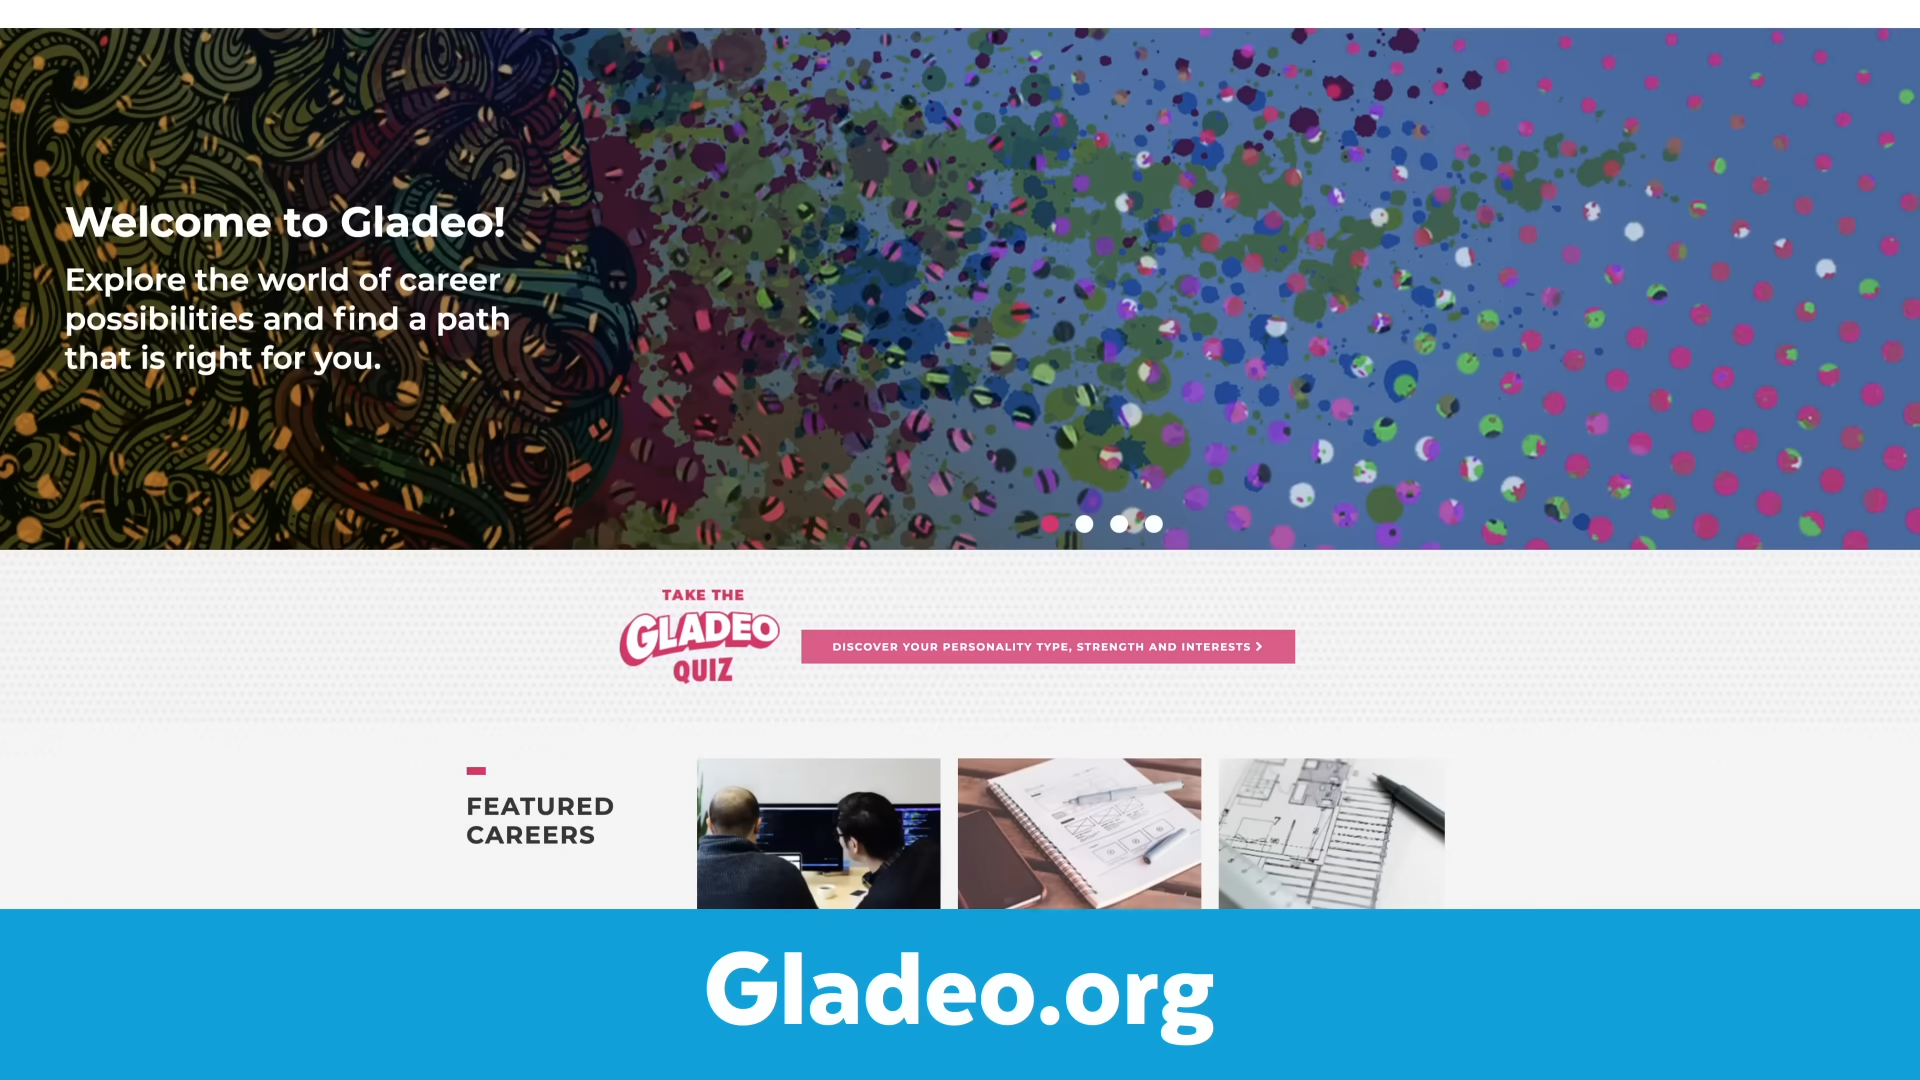 Welcome to Gladeo!
Explore the world of career
possibilities and find a path
that is right for you.
TAKE THE
GLADEO
QUIZ
DISCOVER YOUR PERSONALITY TYPE, STRENGTH AND INTERESTS >
FEATURED
CAREERS
Gladeo.org